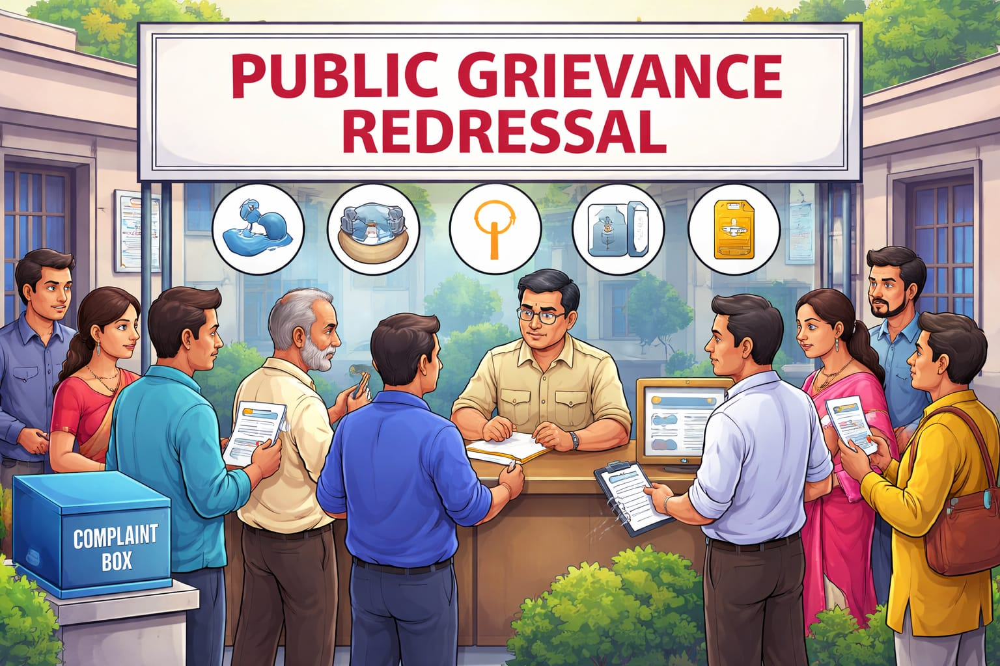 PUBLIC GRIEVANCE
REDRESSAL
COMPLAINT
BOX